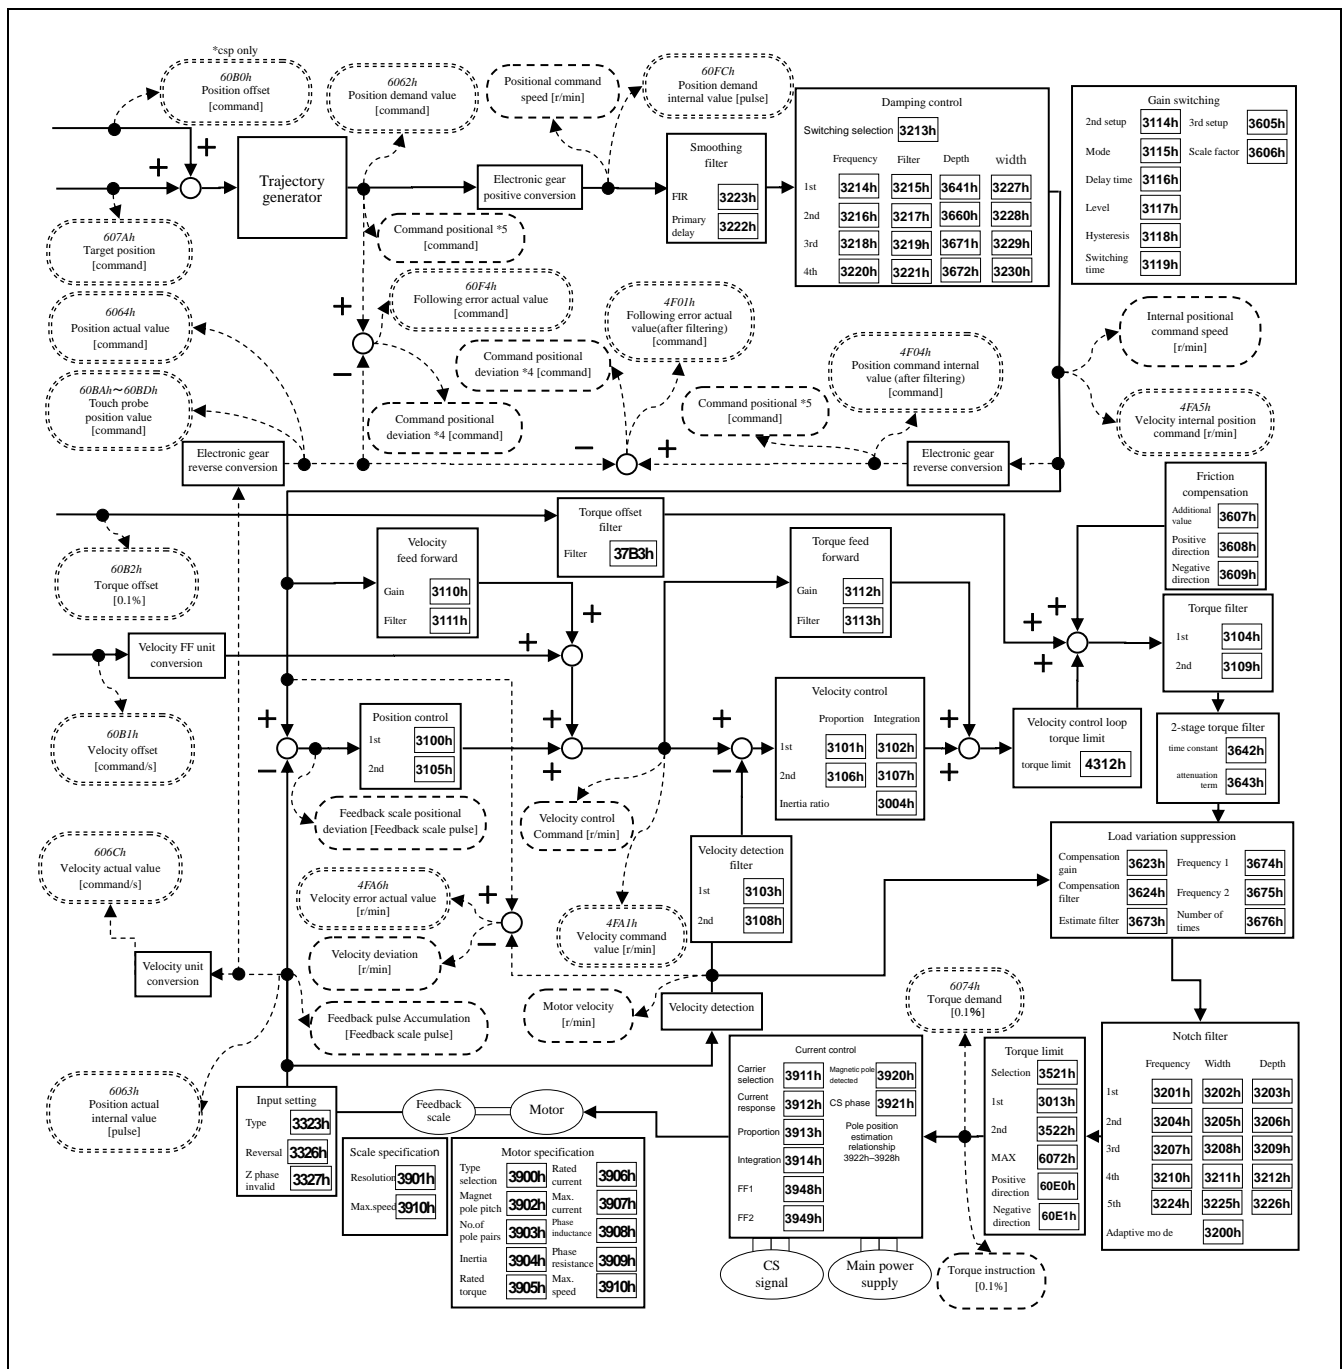 *csp only
60B0h
Position offset
[command]
6062h
Position demand value
[command]
Positional command
speed [r/min]
60FCh
Position demand
internal value [pulse]
Damping control
Switching selection 3213h
Frequency Filter Depth width
1st 3214h 3215h 3641h 3227h
2nd 3216h 3217h 3660h 3228h
3rd 3218h 3219h 3671h 3229h
4th 3220h 3221h 3672h 3230h
Gain switching
2nd setup 3114h 3rd setup 3605h
Mode 3115h Scale factor 3606h
Delay time 3116h
Level 3117h
Hysteresis 3118h
Switching
time 3119h
+
+
Trajectory
generator
Electronic gear
positive conversion
Smoothing
filter
FIR 3223h
Primary
delay 3222h
607Ah
Target position
[command]
Command positional *5
[command]
6064h
Position actual value
[command]
+
−
60F4h
Following error actual value
[command]
4F01h
Following error actual
value(after filtering)
[command]
Command positional
deviation *4 [command]
4F04h
Position command internal
value (after filtering)
[command]
Internal positional
command speed
[r/min]
60BAh～60BDh
Touch probe
position value
[command]
Command positional
deviation *4 [command]
Command positional *5
[command]
4FA5h
Velocity internal position
command [r/min]
Electronic gear
reverse conversion
−
+
Electronic gear
reverse conversion
Friction
compensation
Additional
value 3607h
Positive
direction 3608h
Negative
direction 3609h
Torque offset
filter
Filter 37B3h
60B2h
Torque offset
[0.1%]
Velocity
feed forward
Gain 3110h
Filter 3111h
Torque feed
forward
Gain 3112h
Filter 3113h
+
+
+
+
+
Torque filter
1st 3104h
2nd 3109h
Velocity FF unit
conversion
60B1h
Velocity offset
[command/s]
+
−
Position control
1st 3100h
2nd 3105h
+
+
+
−
Velocity control
Proportion Integration
1st 3101h 3102h
2nd 3106h 3107h
Inertia ratio 3004h
+
+
Velocity control loop
torque limit
torque limit 4312h
2-stage torque filter
time constant 3642h
attenuation
term 3643h
Feedback scale positional
deviation [Feedback scale pulse]
Velocity control
Command [r/min]
606Ch
Velocity actual value
[command/s]
Velocity detection
filter
1st 3103h
2nd 3108h
Load variation suppression
Compensation
gain 3623h Frequency 1 3674h
Compensation
filter 3624h Frequency 2 3675h
Estimate filter 3673h Number of
times 3676h
4FA6h
Velocity error actual value
[r/min]
+
−
4FA1h
Velocity command
value [r/min]
Velocity deviation
[r/min]
Velocity unit
conversion
Motor velocity
[r/min]
Velocity detection
6074h
Torque demand
[0.1%]
Feedback pulse Accumulation
[Feedback scale pulse]
6063h
Position actual
internal value
[pulse]
Current control
Carrier
selection 3911h Magnetic pole
detected 3920h
Current
response 3912h CS phase 3921h
Proportion 3913h
Pole position
estimation
relationship
3922h–3928h
Integration 3914h
FF1 3948h
FF2 3949h
Torque limit
Selection 3521h
1st 3013h
2nd 3522h
MAX 6072h
Positive
direction 60E0h
Negative
direction 60E1h
Notch filter
Frequency Width Depth
1st 3201h 3202h 3203h
2nd 3204h 3205h 3206h
3rd 3207h 3208h 3209h
4th 3210h 3211h 3212h
5th 3224h 3225h 3226h
Adaptive mo de 3200h
Input setting
Type 3323h
Reversal 3326h
Z phase
invalid 3327h
Feedback
scale
Motor
Scale specification
Resolution 3901h
Max.speed 3910h
Motor specification
Type
selection 3900h Rated
current 3906h
Magnet
pole pitch 3902h Max.
current 3907h
No.of
pole pairs 3903h Phase
inductance 3908h
Inertia 3904h Phase
resistance 3909h
Rated
torque 3905h Max.
speed 3910h
CS
signal
Main power
supply
Torque instruction
[0.1%]